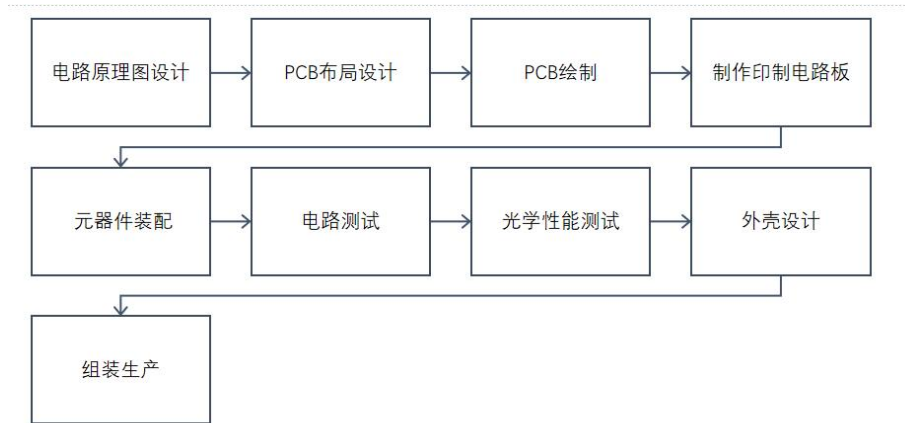 电路原理图设计
PCB布局设计
PCB绘制
制作印制电路板
元器件装配
电路测试
光学性能测试
外壳设计
组装生产